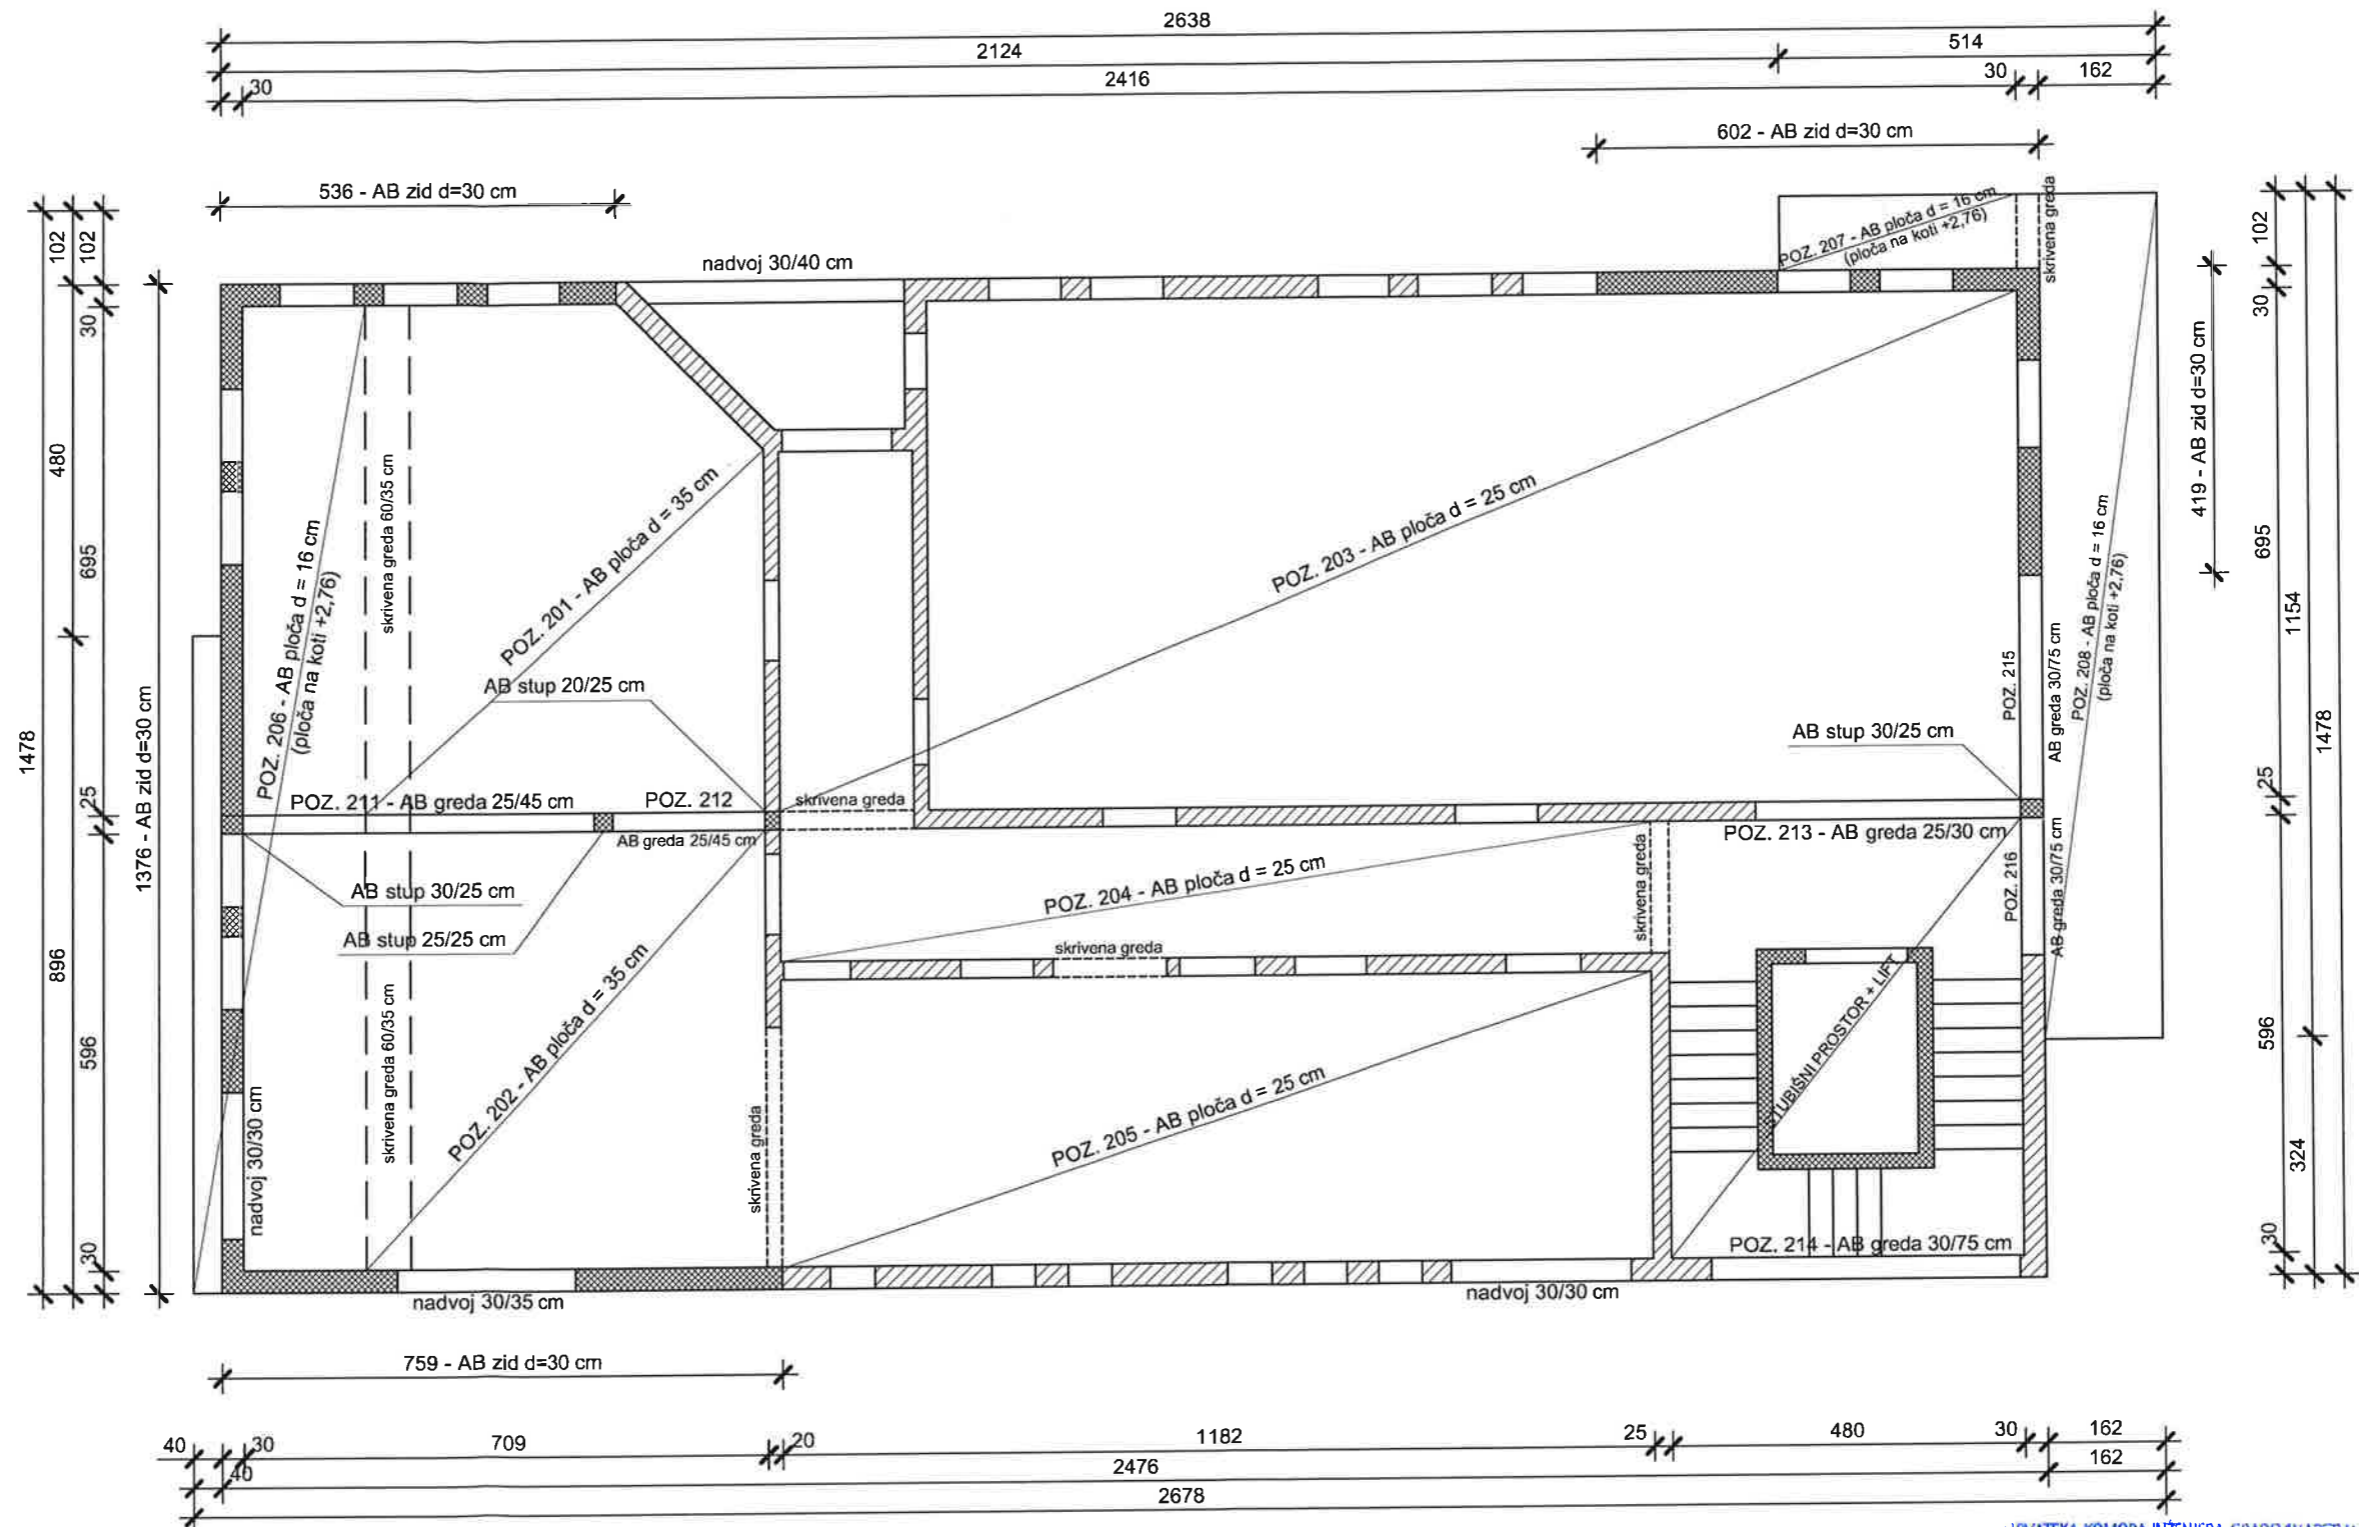 2638
2124
514
30
2416
30
162
602 - AB zid d=30 cm
536 - AB zid d=30 cm
skrivena greda
POZ. 207 - AB ploča d = 16 cm
(ploča na koti +2,76)
nadvoj 30/40 cm
102
102
30
480
695
25
1478
896
596
30
1376 - AB zid d=30 cm
102
30
419 - AB zid d=30 cm
695
1154
1478
25
596
324
30
POZ. 206 - AB ploča d = 16 cm
(ploča na koti +2,76)
skrivena greda 60/35 cm
POZ. 201 - AB ploča d = 35 cm
POZ. 203 - AB ploča d = 25 cm
POZ. 208 - AB ploča d = 16 cm
(ploča na koti +2,76)
POZ. 215
AB greda 30/75 cm
AB stup 20/25 cm
AB stup 30/25 cm
POZ. 211 - AB greda 25/45 cm
POZ. 212
AB greda 25/45 cm
skrivena greda
POZ. 213 - AB greda 25/30 cm
POZ. 216
AB greda 30/75 cm
skrivena greda
POZ. 204 - AB ploča d = 25 cm
AB stup 30/25 cm
AB stup 25/25 cm
skrivena greda
POZ. 202 - AB ploča d = 35 cm
skrivena greda 60/35 cm
nadvoj 30/30 cm
skrivena greda
POZ. 205 - AB ploča d = 25 cm
TUBIŠNI PROSTOR + LIFT
POZ. 214 - AB greda 30/75 cm
nadvoj 30/35 cm
nadvoj 30/30 cm
759 - AB zid d=30 cm
40
30
709
20
1182
25
480
30
162
40
2476
162
2678